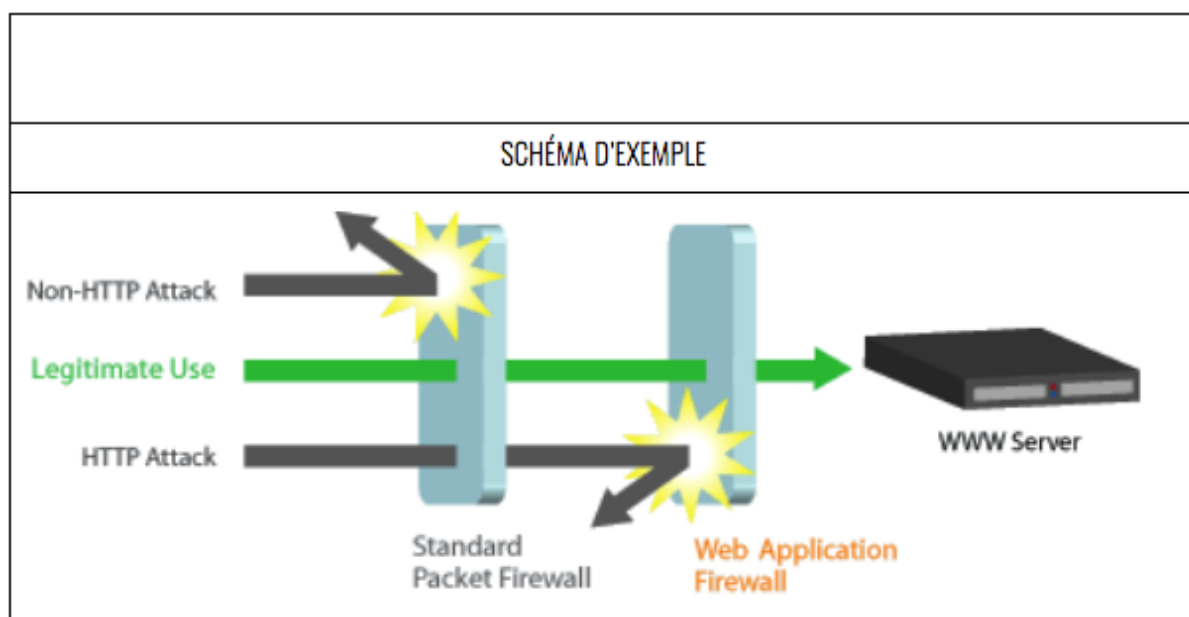 SCHÉMA D'EXEMPLE
Non-HTTP Attack
Legitimate Use
HTTP Attack
WWW Server
Standard
Packet Firewall
Web Application
Firewall